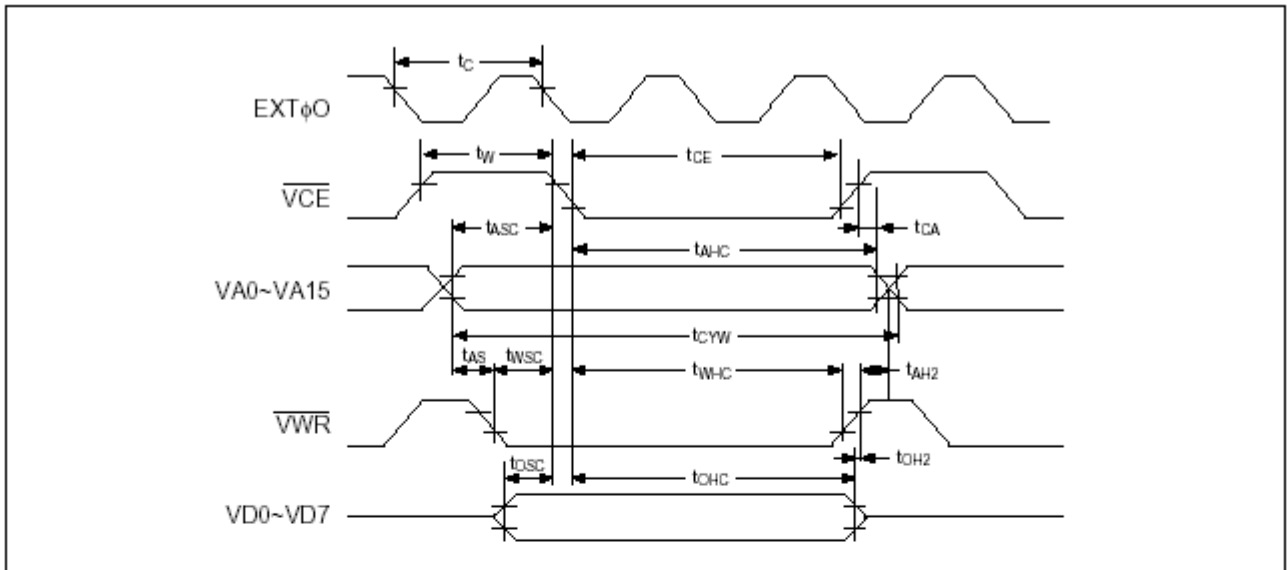 tC
EXTϕO
tW
tCE
VCE
tCA
tASC
tAHC
VA0~VA15
tCYW
tAS
tWSC
tWHC
tAH2
VWR
tOH2
tOSC
tOHC
VD0~VD7